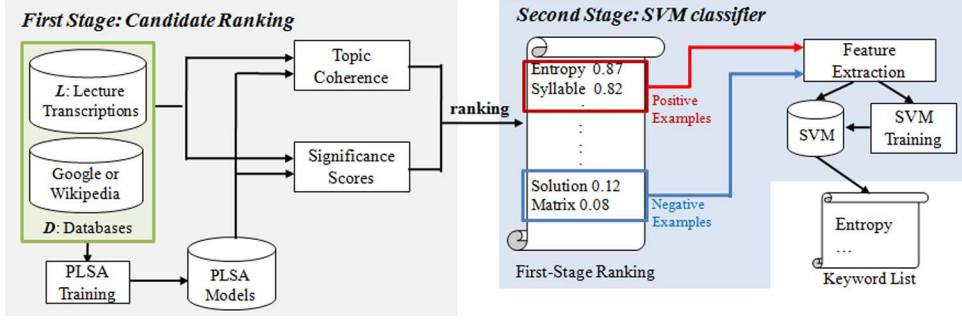 First Stage: Candidate Ranking
L: Lecture
Transcriptions
Google or
Wikipedia
D: Databases
PLSA
Training
PLSA
Models
Topic
Coherence
Significance
Scores
ranking
Second Stage: SVM classifier
Entropy 0.87
Syllable 0.82
.
.
.
.
Solution 0.12
Matrix 0.08
First-Stage Ranking
Positive
Examples
Negative
Examples
Feature
Extraction
SVM
SVM
Training
Entropy
...
Keyword List